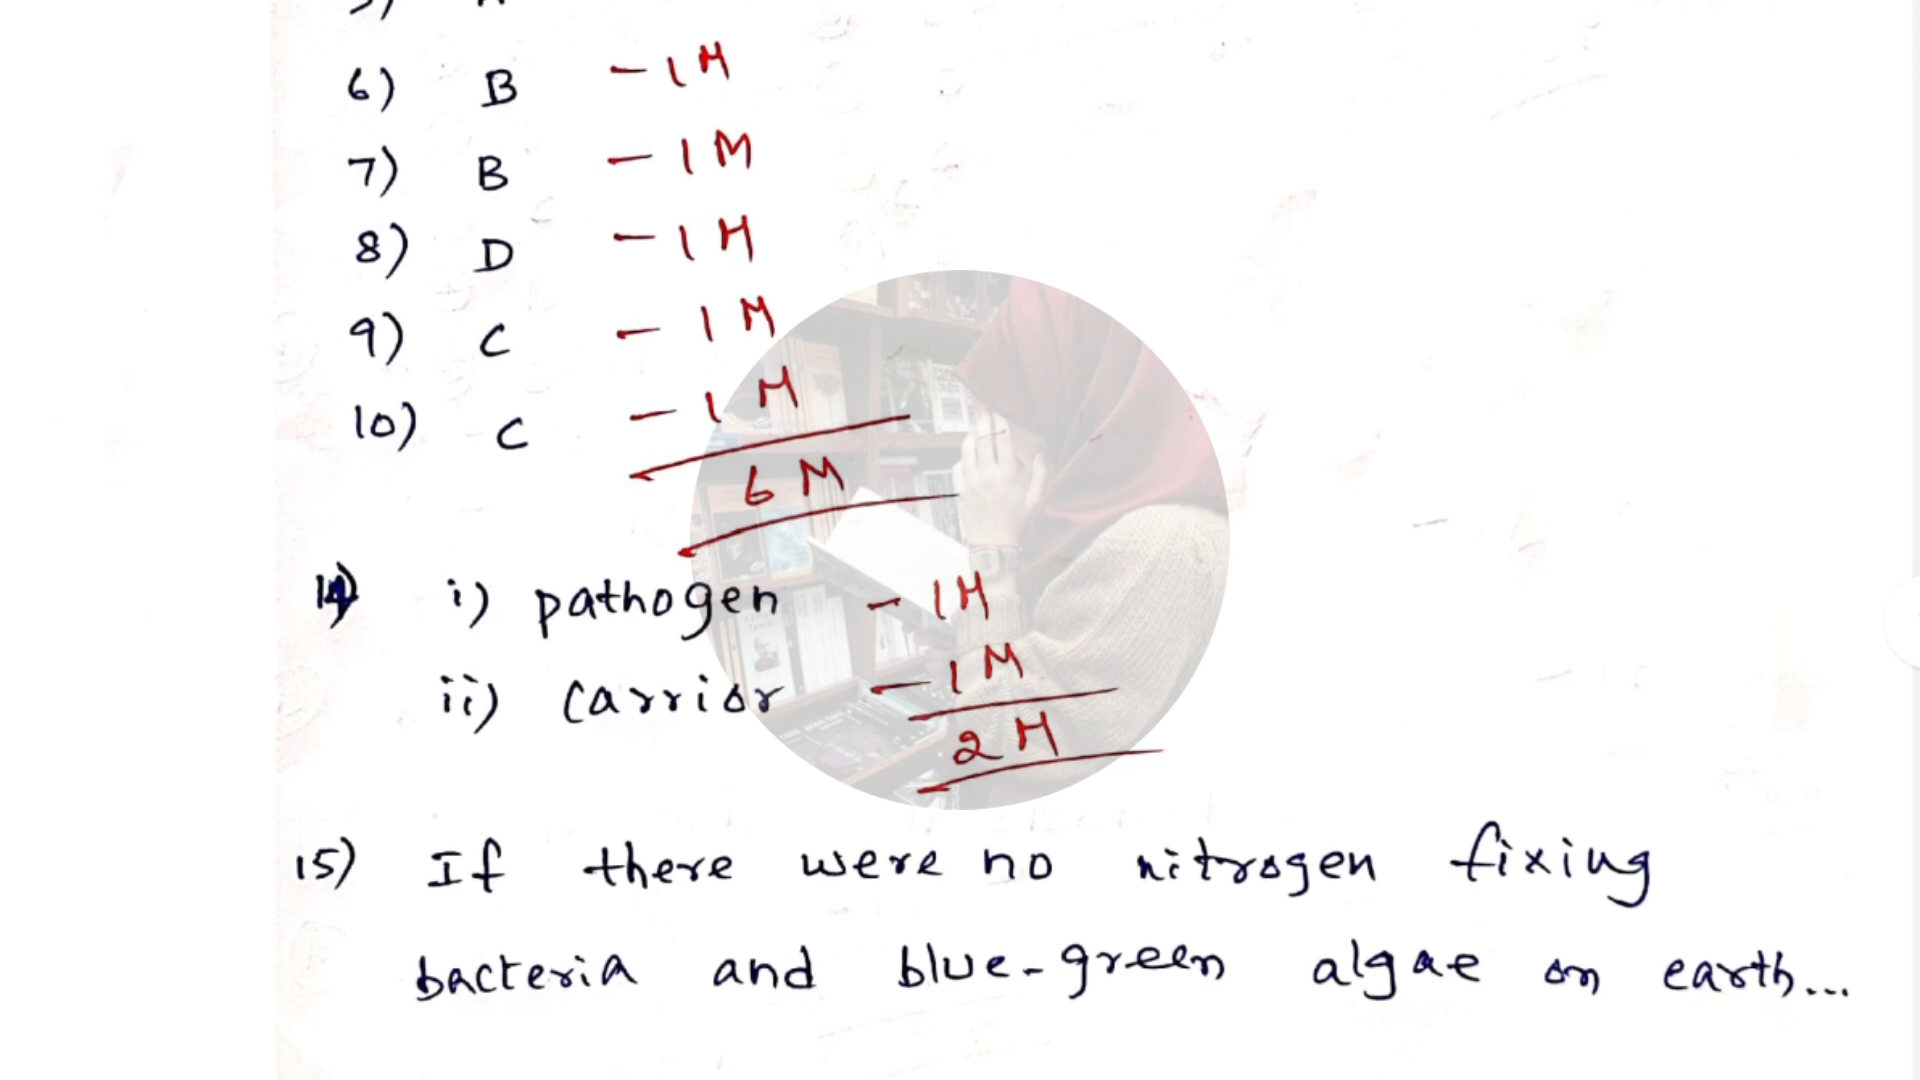 6) B - 1M
7) B - 1M
8) D - 1M
9) C - 1M
10) C - 1M
6 M
14) i) pathogen - 1M
ii) carrior - 1M
2M
15) If there were no nitrogen fixing
bacteria and blue-green algae on earth...